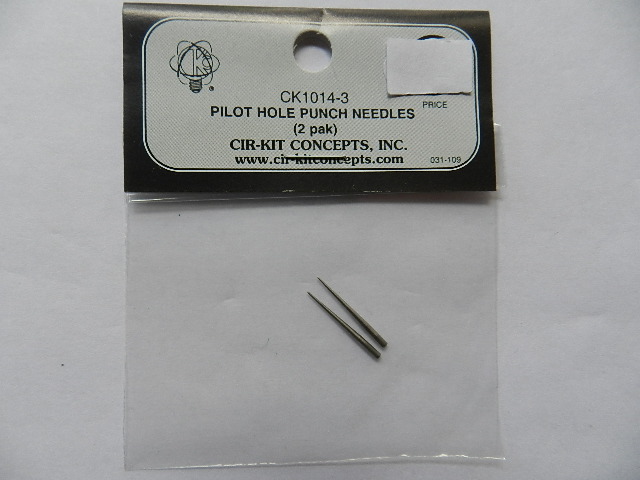 CK
®
CK1014-3
PRICE
PILOT HOLE PUNCH NEEDLES
(2 pak)
CIR-KIT CONCEPTS, INC.
www.cir-kitconcepts.com
031-109